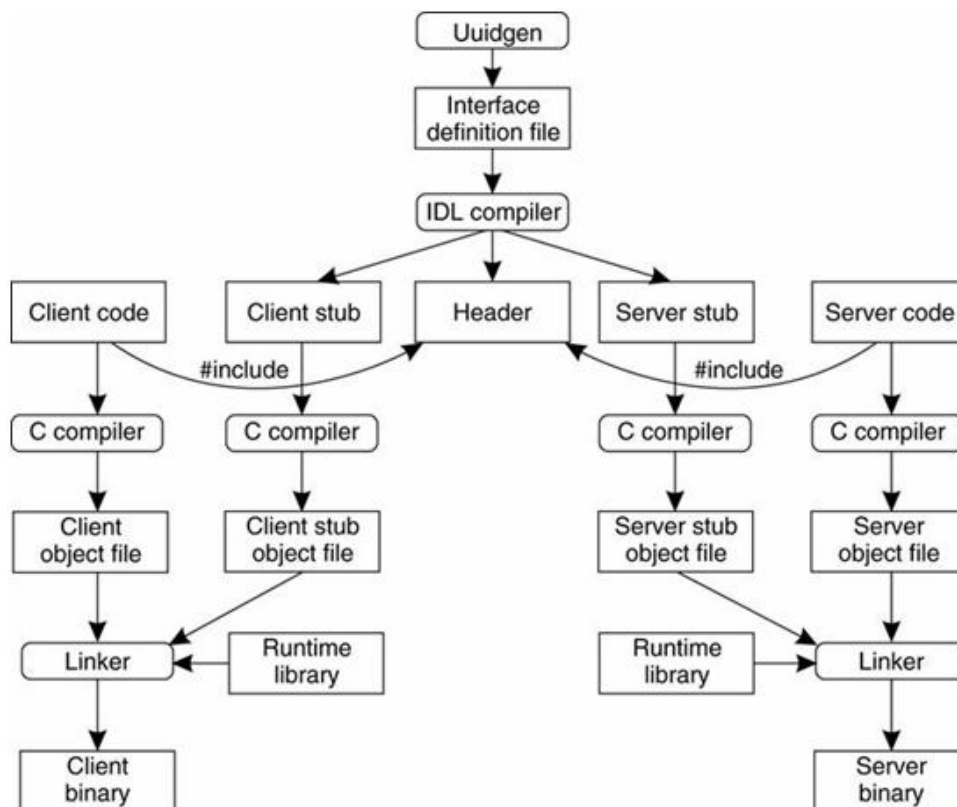 Uuidgen
Interface
definition file
IDL compiler
Client code
Client stub
Header
Server stub
Server code
#include
#include
C compiler
C compiler
C compiler
C compiler
Client
object file
Client stub
object file
Server stub
object file
Server
object file
Linker
Runtime
library
Runtime
library
Linker
Client
binary
Server
binary